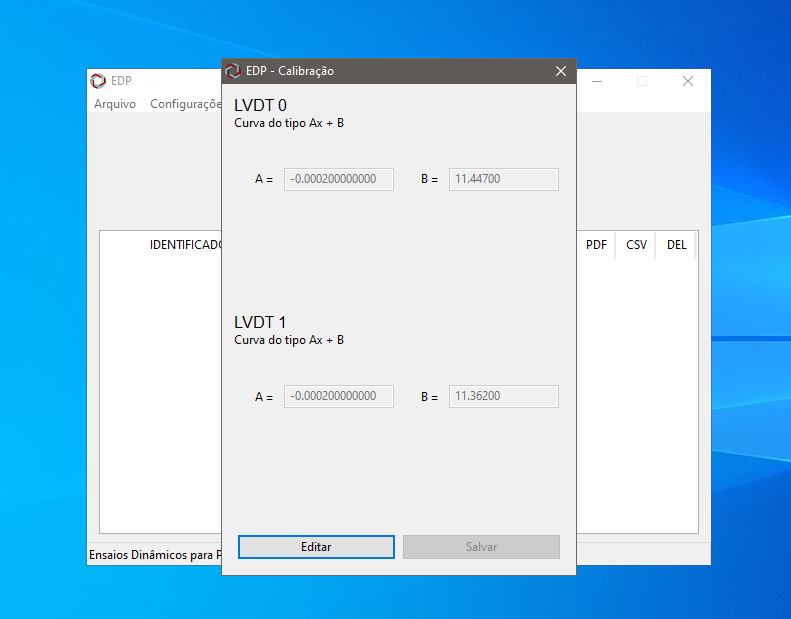 EDP
Arquivo Configuraçõe
EDP - Calibração
LVDT 0
Curva do tipo Ax + B
A = -0.000200000000 B = 11.44700
IDENTIFICADO PDF CSV DEL
LVDT 1
Curva do tipo Ax + B
A = -0.000200000000 B = 11.36200
Editar Salvar
Ensaios Dinâmicos para P